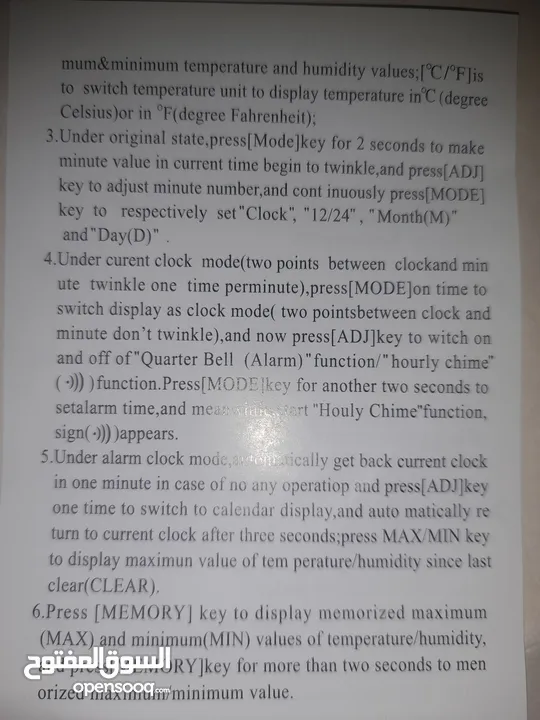 mum&minimum temperature and humidity values;[℃/°F]is
to switch temperature unit to display temperature in℃(degree
Celsius)or in °F(degree Fahrenheit);
3.Under original state,press[Mode]key for 2 seconds to make
minute value in current time begin to twinkle,and press[ADJ]
key to adjust minute number,and cont inuously press[MODE]
key to respectively set"Clock", "12/24", "Month(M)"
and"Day(D)" .
4.Under curent clock mode(two points between clockand min
ute twinkle one time perminute),press[MODE]on time to
switch display as clock mode( two pointsbetween clock and
minute don't twinkle),and now press[ADJ]key to witch on
and off of"Quarter Bell (Alarm)"function/"hourly chime"
(·))) )function.Press[MODE]key for another two seconds to
setalarm time,and start "Houly Chime"function,
sign(·))) )appears.
5.Under alarm clock mode, get back current clock
in one minute in case of no any operatiop and press[ADJ]key
one time to switch to calendar display,and auto matically re
turn to current clock after three seconds;press MAX/MIN key
to display maximun value of tem perature/humidity since last
clear(CLEAR).
6.Press [MEMORY] key to display memorized maximum
(MAX) and minimum(MIN) values of temperature/humidity,
key for more than two seconds to men
orized maximum/minimum value.
السوق المفتوح
opensooq.com